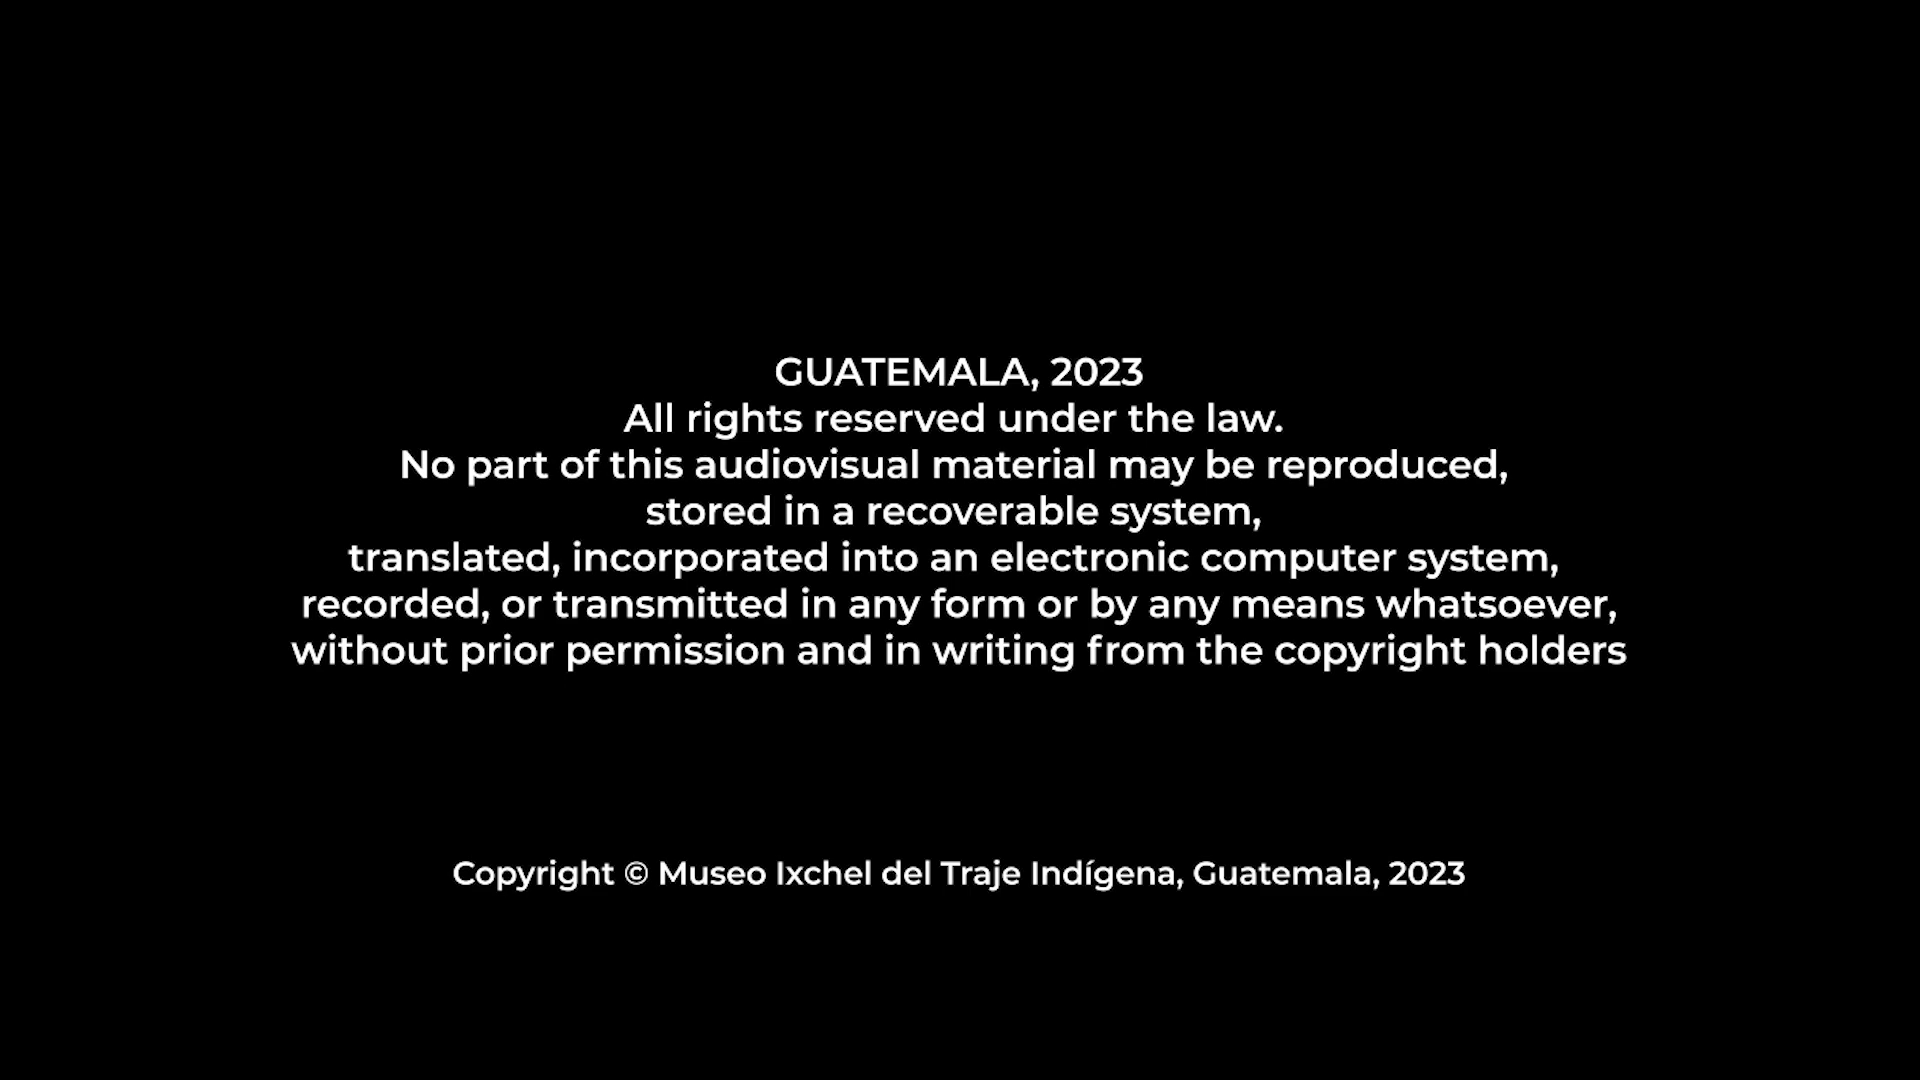 GUATEMALA, 2023
All rights reserved under the law.
No part of this audiovisual material may be reproduced,
stored in a recoverable system,
translated, incorporated into an electronic computer system,
recorded, or transmitted in any form or by any means whatsoever,
without prior permission and in writing from the copyright holders
Copyright © Museo Ixchel del Traje Indígena, Guatemala, 2023